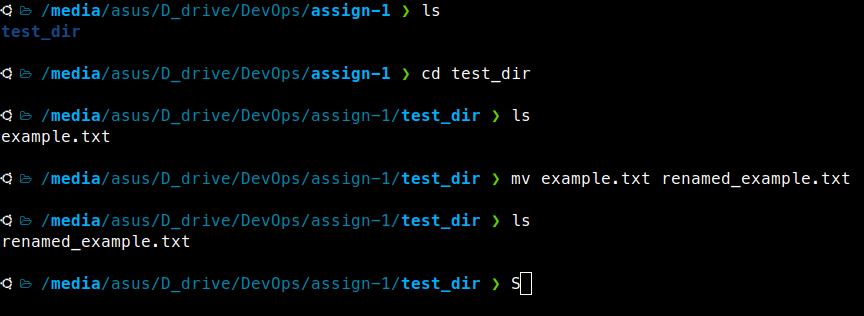 /media/asus/D_drive/DevOps/assign-1 ❯ ls
test_dir
/media/asus/D_drive/DevOps/assign-1 ❯ cd test_dir
/media/asus/D_drive/DevOps/assign-1/test_dir ❯ ls
example.txt
/media/asus/D_drive/DevOps/assign-1/test_dir ❯ mv example.txt renamed_example.txt
/media/asus/D_drive/DevOps/assign-1/test_dir ❯ ls
renamed_example.txt
/media/asus/D_drive/DevOps/assign-1/test_dir ❯ S